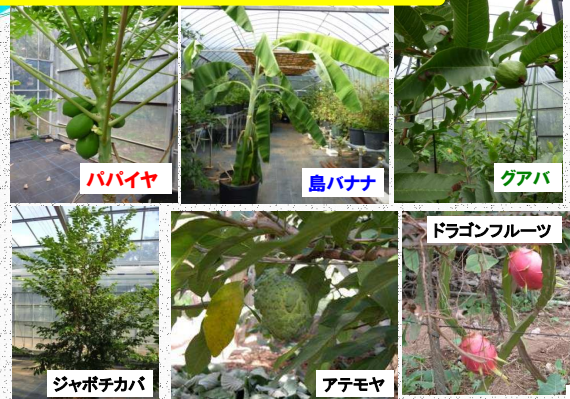 パパイヤ
島バナナ
グアバ
ジャボチカバ
アテモヤ
ドラゴンフルーツ